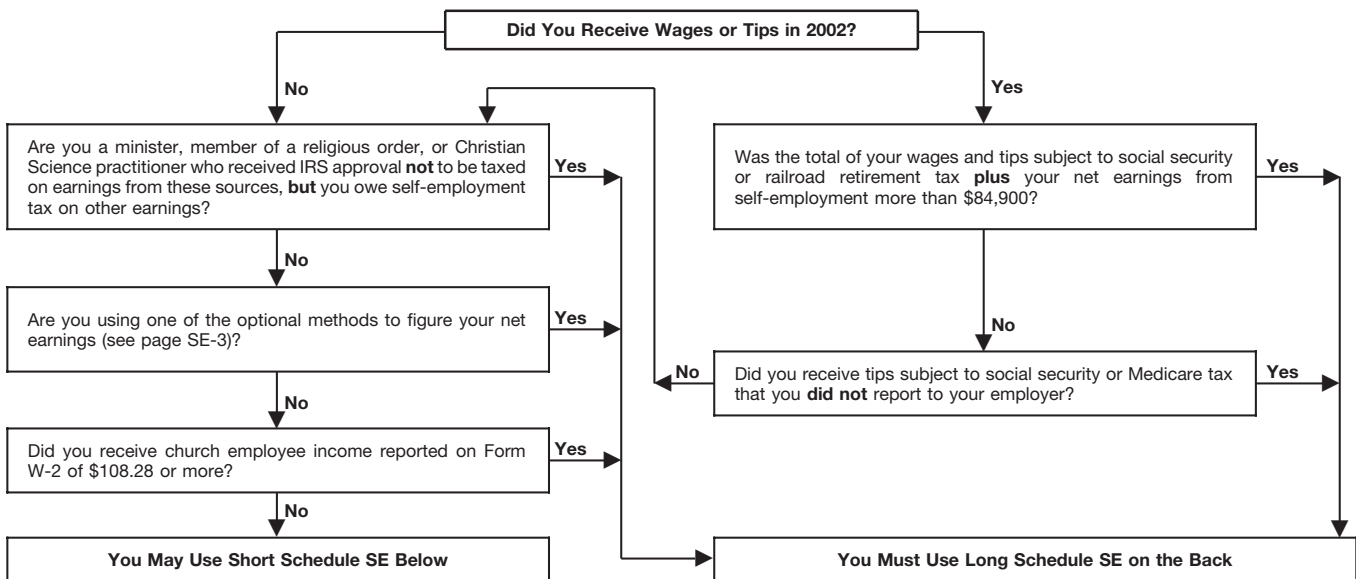 Did You Receive Wages or Tips in 2002?
No
Yes
Are you a minister, member of a religious order, or Christian
Science practitioner who received IRS approval not to be taxed
on earnings from these sources, but you owe self-employment
tax on other earnings?
Yes
Was the total of your wages and tips subject to social security
or railroad retirement tax plus your net earnings from
self-employment more than $84,900?
Yes
No
Are you using one of the optional methods to figure your net
earnings (see page SE-3)?
Yes
No
No
Did you receive tips subject to social security or Medicare tax
that you did not report to your employer?
Yes
No
Did you receive church employee income reported on Form
W-2 of $108.28 or more?
Yes
No
You May Use Short Schedule SE Below
You Must Use Long Schedule SE on the Back